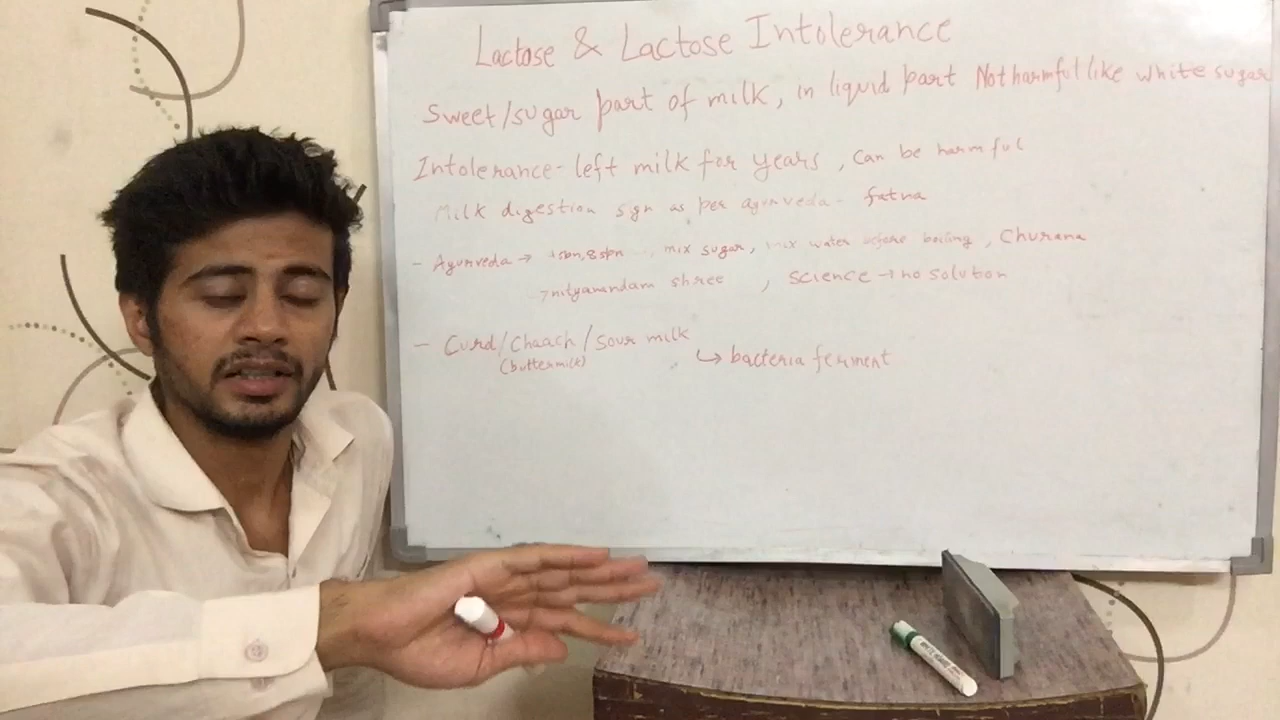 Lactose & Lactose Intolerance
Sweet/sugar part of milk, in liquid part Not harmful like white sugar
Intolerance - left milk for years, can be harmful
Milk digestion sign as per ayurveda - fatna
- Ayurveda → mix sugar, mix water before boiling, Churana
→ nityanandam shree, science → no solution
- Curd/Chaach/Sour milk
(buttermilk)
↳ bacteria ferment